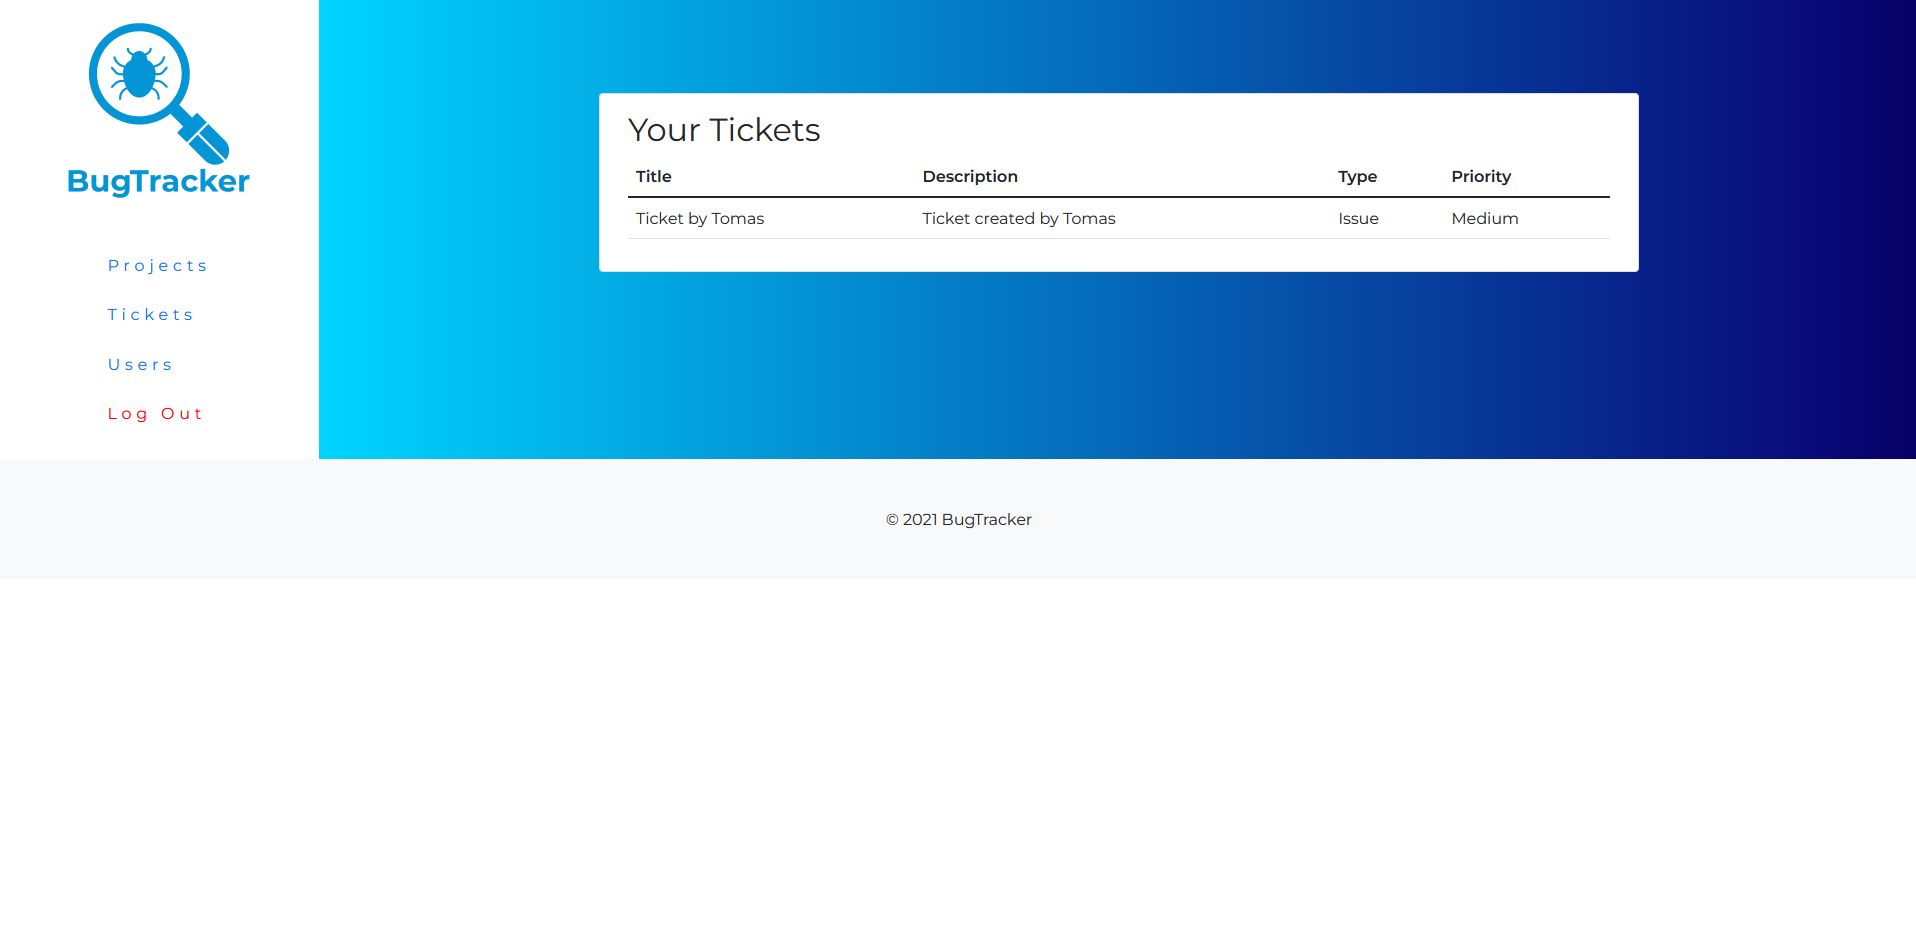 BugTracker
Projects
Tickets
Users
Log Out
Your Tickets
Title Description Type Priority
Ticket by Tomas Ticket created by Tomas Issue Medium
© 2021 BugTracker